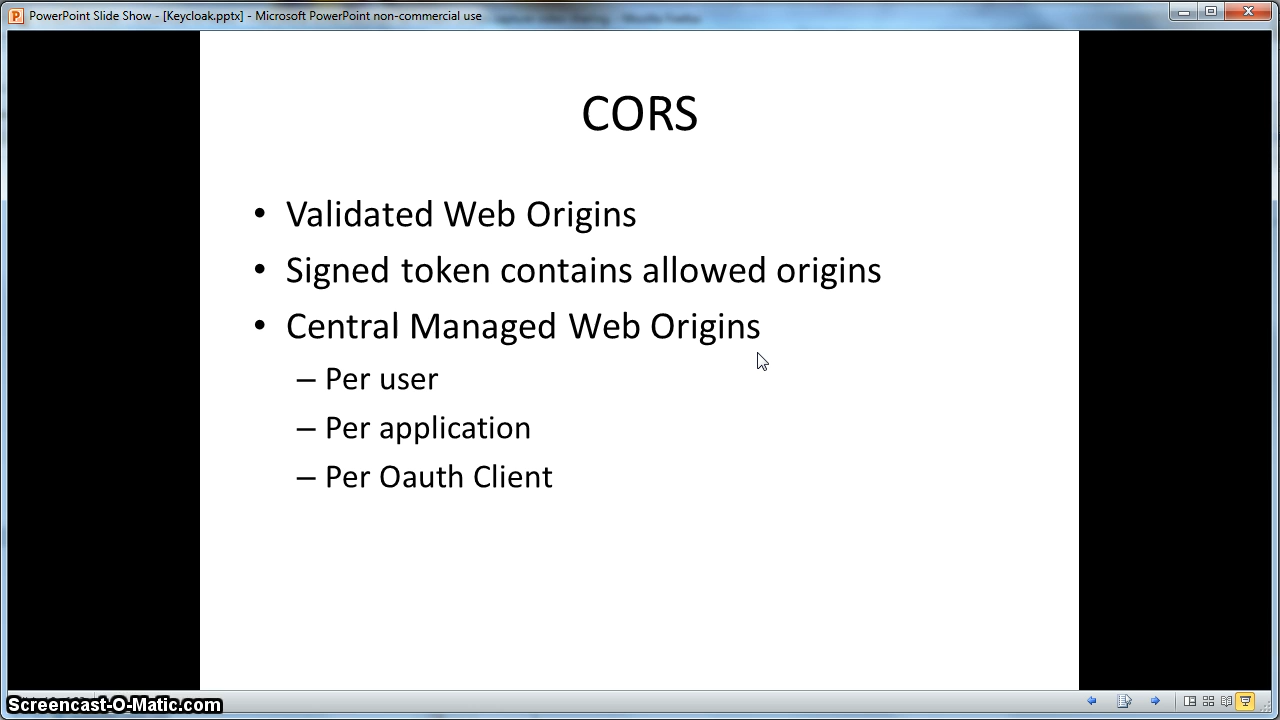 PowerPoint Slide Show - [Keycloak.pptx] - Microsoft PowerPoint non-commercial use
CORS
• Validated Web Origins
• Signed token contains allowed origins
• Central Managed Web Origins
– Per user
– Per application
– Per Oauth Client
Screencast-O-Matic.com